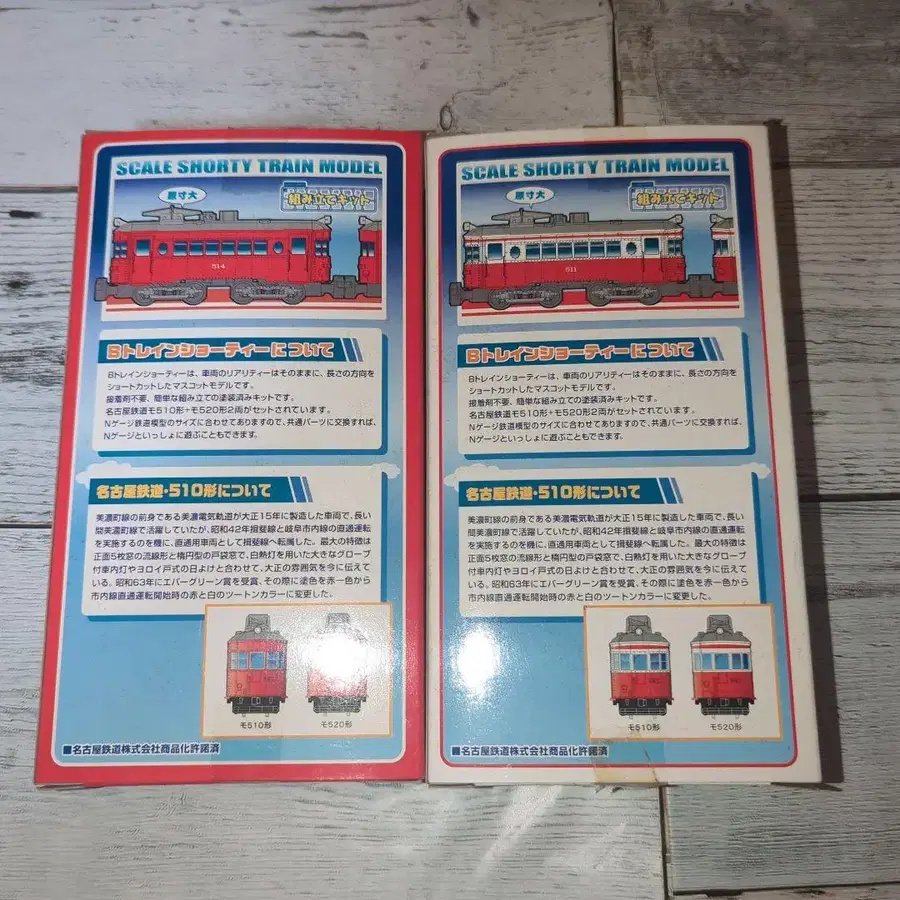 SCALE SHORTY TRAIN MODEL
原寸大
組み立てキット
514
Bトレインショーティーについて
Bトレインショーティーは、車両のリアリティーはそのままに、長さの方向を
ショートカットしたマスコットモデルです。
接着剤不要、簡単な組み立ての塗装済みキットです。
名古屋鉄道モ510形+モ520形2両がセットされています。
Nゲージ鉄道模型のサイズに合わせてありますので、共通パーツに交換すれば、
Nゲージといっしょに遊ぶこともできます。
名古屋鉄道・510形について
美濃町線の前身である美濃電気軌道が大正15年に製造した車両で、長い
間美濃町線で活躍していたが、昭和42年揖斐線と岐阜市内線の直通運転
を実施するのを機に、直通用車両として揖斐線へ転属した。最大の特徴は
正面5枚窓の流線形と楕円型の戸袋窓で、白熱灯を用いた大きなグローブ
付車内灯やヨロイ戸式の日よけと合わせて、大正の雰囲気を今に伝えて
いる。昭和63年にエバーグリーン賞を受賞、その際に塗色を赤一色から
市内線直通運転開始時の赤と白のツートンカラーに変更した。
モ510形
モ520形
■名古屋鉄道株式会社商品化許諾済
SCALE SHORTY TRAIN MODEL
原寸大
組み立てキット
511
Bトレインショーティーについて
Bトレインショーティーは、車両のリアリティーはそのままに、長さの方向を
ショートカットしたマスコットモデルです。
接着剤不要、簡単な組み立ての塗装済みキットです。
名古屋鉄道モ510形+モ520形2両がセットされています。
Nゲージ鉄道模型のサイズに合わせてありますので、共通パーツに交換すれば、
Nゲージといっしょに遊ぶこともできます。
名古屋鉄道・510形について
美濃町線の前身である美濃電気軌道が大正15年に製造した車両で、長い
間美濃町線で活躍していたが、昭和42年揖斐線と岐阜市内線の直通運転
を実施するのを機に、直通用車両として揖斐線へ転属した。最大の特徴は
正面5枚窓の流線形と楕円型の戸袋窓で、白熱灯を用いた大きなグローブ
付車内灯やヨロイ戸式の日よけと合わせて、大正の雰囲気を今に伝えて
いる。昭和63年にエバーグリーン賞を受賞、その際に塗色を赤一色から
市内線直通運転開始時の赤と白のツートンカラーに変更した。
モ510形
モ520形
■名古屋鉄道株式会社商品化許諾済